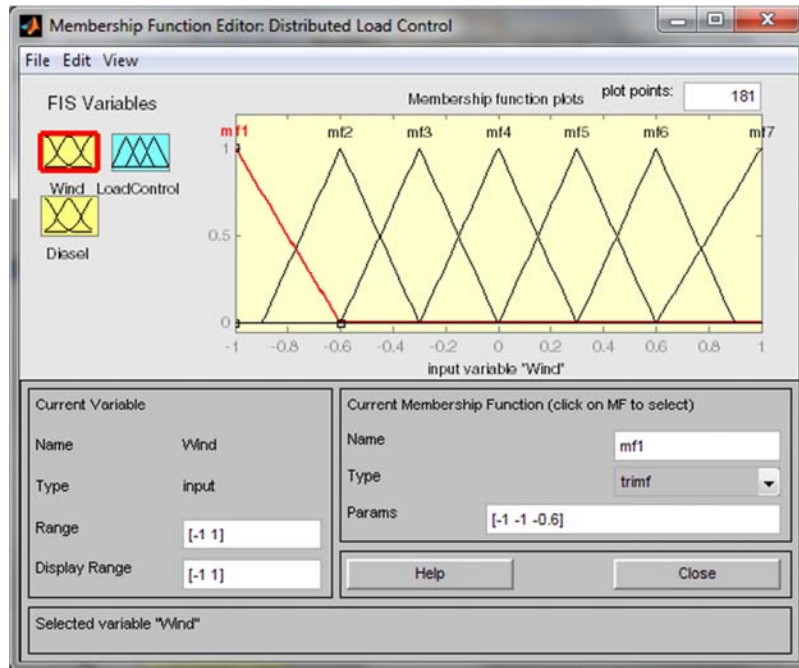 Membership Function Editor: Distributed Load Control
File Edit View
FIS Variables
Membership function plots
plot points:
181
mf1 mf2 mf3 mf4 mf5 mf6 mf7
Wind LoadControl
Diesel
1
0.5
0
-1 -0.8 -0.6 -0.4 -0.2 0 0.2 0.4 0.6 0.8 1
input variable "Wind"
Current Variable
Name Wind
Type input
Range [-1 1]
Display Range [-1 1]
Current Membership Function (click on MF to select)
Name mf1
Type trimf
Params [-1 -1 -0.6]
Help Close
Selected variable "Wind"